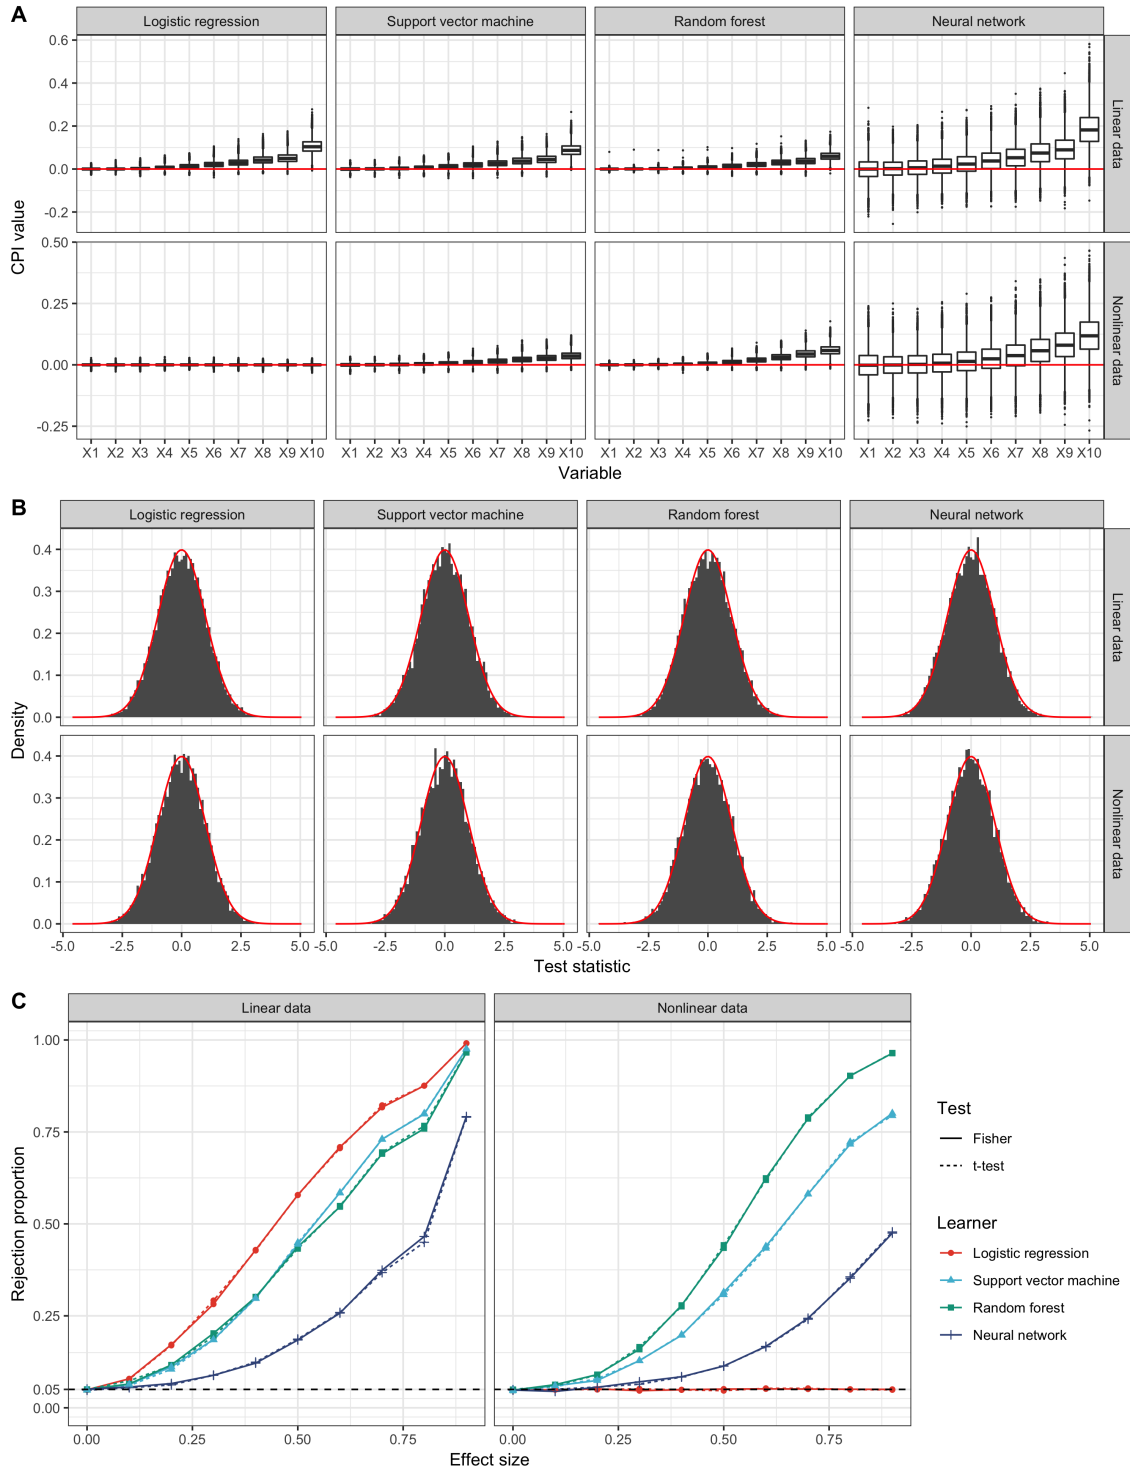 A
Logistic regression
Support vector machine
Random forest
Neural network
0.6
0.4
0.2
0.0
-0.2
Linear data
0.50
0.25
0.00
-0.25
Nonlinear data
CPI value
X1 X2 X3 X4 X5 X6 X7 X8 X9 X10
X1 X2 X3 X4 X5 X6 X7 X8 X9 X10
X1 X2 X3 X4 X5 X6 X7 X8 X9 X10
X1 X2 X3 X4 X5 X6 X7 X8 X9 X10
Variable
B
Logistic regression
Support vector machine
Random forest
Neural network
0.4
0.3
0.2
0.1
0.0
Linear data
0.4
0.3
0.2
0.1
0.0
Nonlinear data
Density
-5.0 -2.5 0.0 2.5 5.0
-5.0 -2.5 0.0 2.5 5.0
-5.0 -2.5 0.0 2.5 5.0
-5.0 -2.5 0.0 2.5 5.0
Test statistic
C
Linear data
Nonlinear data
1.00
0.75
0.50
0.25
0.05
0.00
Rejection proportion
0.00 0.25 0.50 0.75
0.00 0.25 0.50 0.75
Effect size
Test
Fisher
t-test
Learner
Logistic regression
Support vector machine
Random forest
Neural network